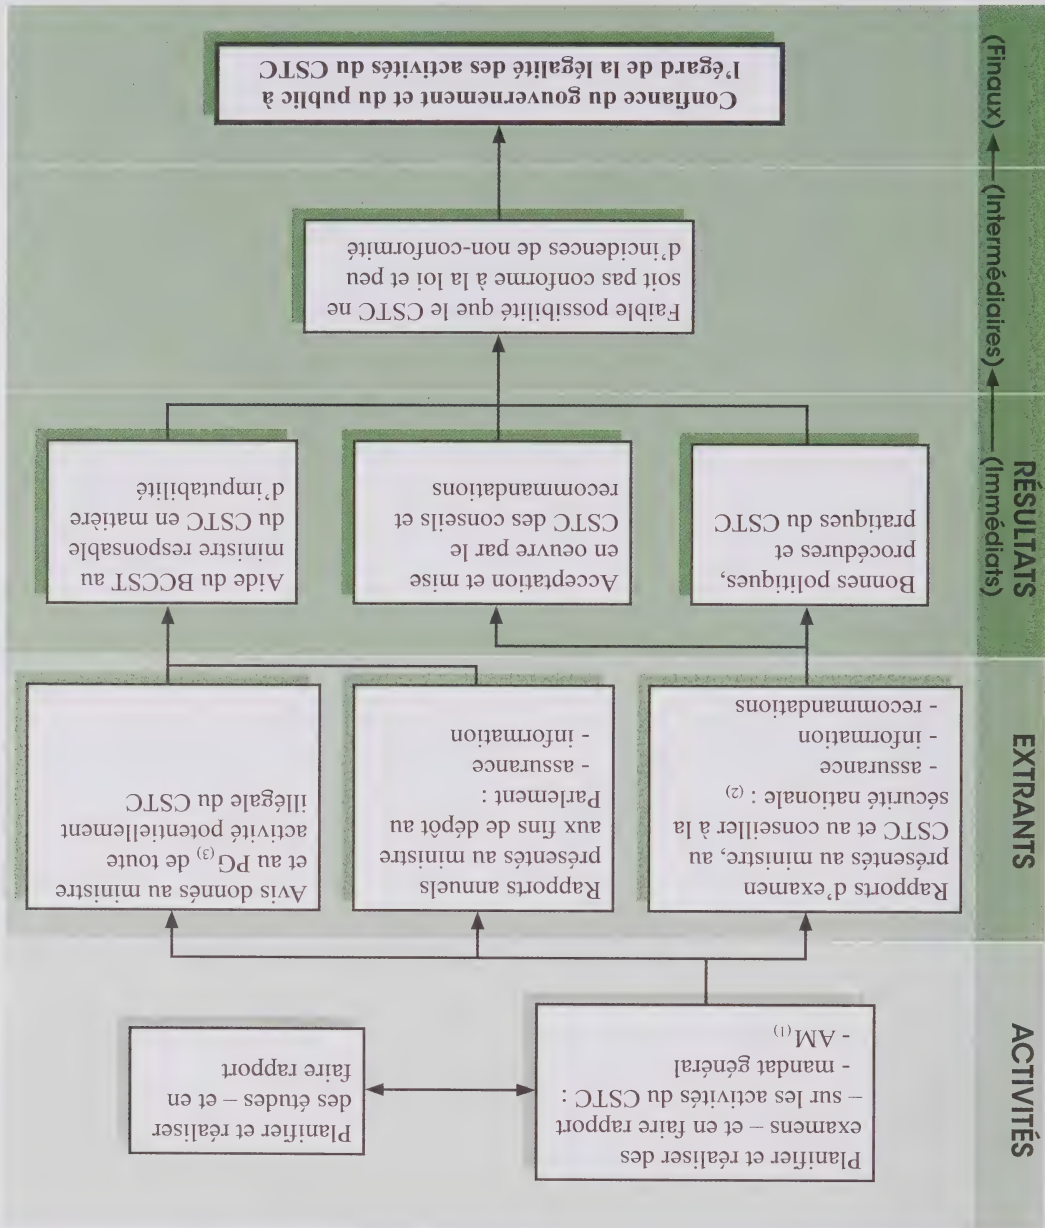 ACTIVITÉS
Planifier et réaliser des
examens – et en faire rapport
– sur les activités du CSTC :
- mandat général
- AM(1)
Planifier et réaliser
des études – et en
faire rapport
EXTRANTS
Rapports d'examen
présentés au ministre, au
CSTC et au conseiller à la
sécurité nationale : (2)
- assurance
- information
- recommandations
Rapports annuels
présentés au ministre
aux fins de dépôt au
Parlement :
- assurance
- information
Avis donnés au ministre
et au PG(3) de toute
activité potentiellement
illégale du CSTC
RÉSULTATS
(Immédiats)
Bonnes politiques,
procédures et
pratiques du CSTC
Acceptation et mise
en oeuvre par le
CSTC des conseils et
recommandations
Aide du BCCST au
ministre responsable
du CSTC en matière
d'imputabilité
(Intermédiaires)
Faible possibilité que le CSTC ne
soit pas conforme à la loi et peu
d'incidences de non-conformité
(Finaux)
Confiance du gouvernement et du public à
l'égard de la légalité des activités du CSTC